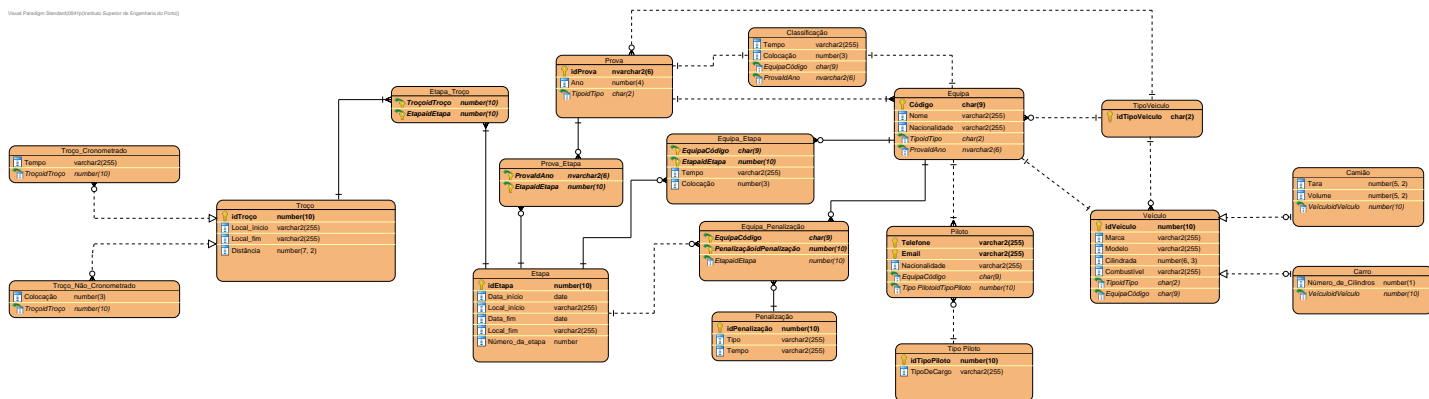 Visual Paradigm Standard(0841p(Instituto Superior de Engenharia do Porto))
Classificação
Tempo varchar2(255)
Colocação number(3)
EquipaCódigo char(9)
ProvaIdAno nvarchar2(6)
Prova
idProva nvarchar2(6)
Ano number(4)
TipoidTipo char(2)
Etapa_Troço
TroçoidTroço number(10)
EtapaidEtapa number(10)
Equipa
Código char(9)
Nome varchar2(255)
Nacionalidade varchar2(255)
TipoidTipo char(2)
ProvaIdAno nvarchar2(6)
TipoVeiculo
idTipoVeiculo char(2)
Equipa_Etapa
EquipaCódigo char(9)
EtapaidEtapa number(10)
Tempo varchar2(255)
Colocação number(3)
Troço_Cronometrado
Tempo varchar2(255)
TroçoidTroço number(10)
Prova_Etapa
ProvaIdAno nvarchar2(6)
EtapaidEtapa number(10)
Camião
Tara number(5, 2)
Volume number(5, 2)
VeículoidVeículo number(10)
Troço
idTroço number(10)
Local_inicio varchar2(255)
Local_fim varchar2(255)
Distância number(7, 2)
Veículo
idVeiculo number(10)
Marca varchar2(255)
Modelo varchar2(255)
Cilindrada number(6, 3)
Combustível varchar2(255)
TipoidTipo char(2)
EquipaCódigo char(9)
Equipa_Penalização
EquipaCódigo char(9)
PenalizaçãoidPenalização number(10)
EtapaidEtapa number(10)
Piloto
Telefone varchar2(255)
Email varchar2(255)
Nacionalidade varchar2(255)
EquipaCódigo char(9)
Tipo PilotoidTipoPiloto number(10)
Troço_Não_Cronometrado
Colocação number(3)
TroçoidTroço number(10)
Etapa
idEtapa number(10)
Data_início date
Local_início varchar2(255)
Data_fim date
Local_fim varchar2(255)
Número_da_etapa number
Carro
Número_de_Cilindros number(1)
VeículoidVeículo number(10)
Penalização
idPenalização number(10)
Tipo varchar2(255)
Tempo varchar2(255)
Tipo Piloto
idTipoPiloto number(10)
TipoDeCargo varchar2(255)